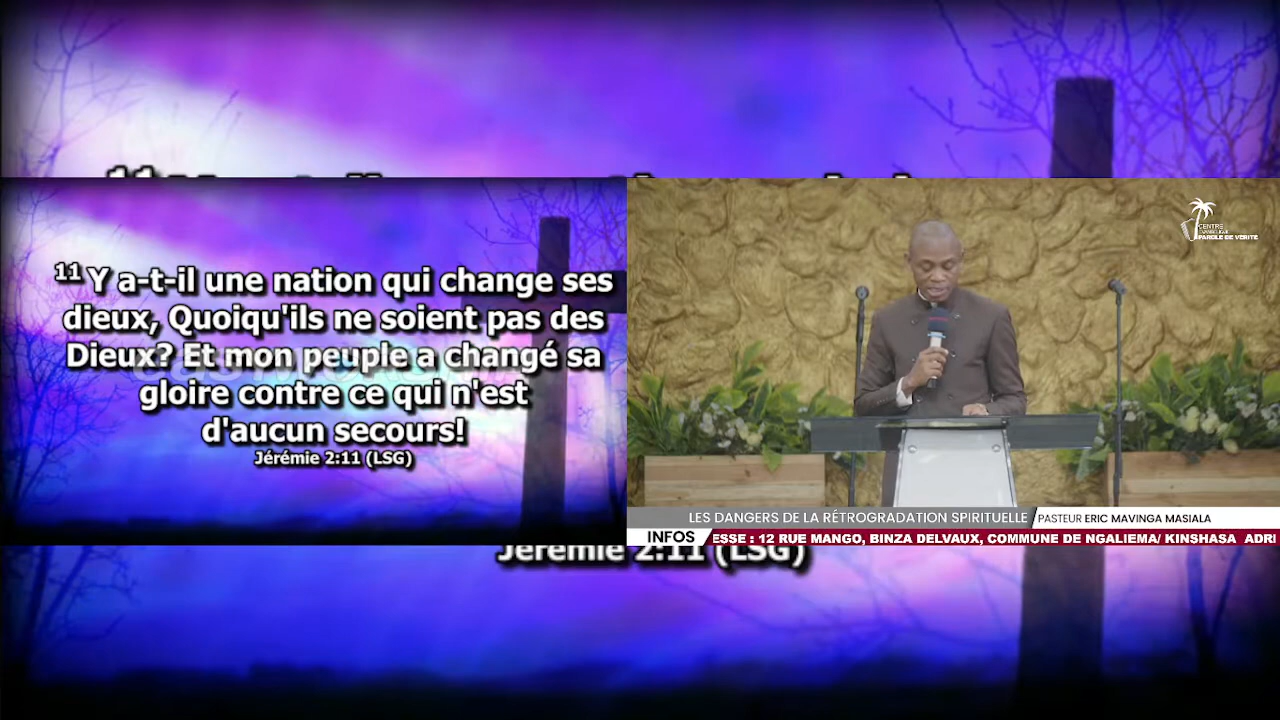 11 Y a-t-il une nation qui change ses
dieux, Quoiqu'ils ne soient pas des
Dieux? Et mon peuple a changé sa
gloire contre ce qui n'est
d'aucun secours!
Jérémie 2:11 (LSG)
CENTRE
PAROLE DE VERITE
LES DANGERS DE LA RÉTROGRADATION SPIRITUELLE
PASTEUR ERIC MAVINGA MASIALA
INFOS
ESSE : 12 RUE MANGO, BINZA DELVAUX, COMMUNE DE NGALIEMA/ KINSHASA ADRI
Jérémie 2:11 (LSG)